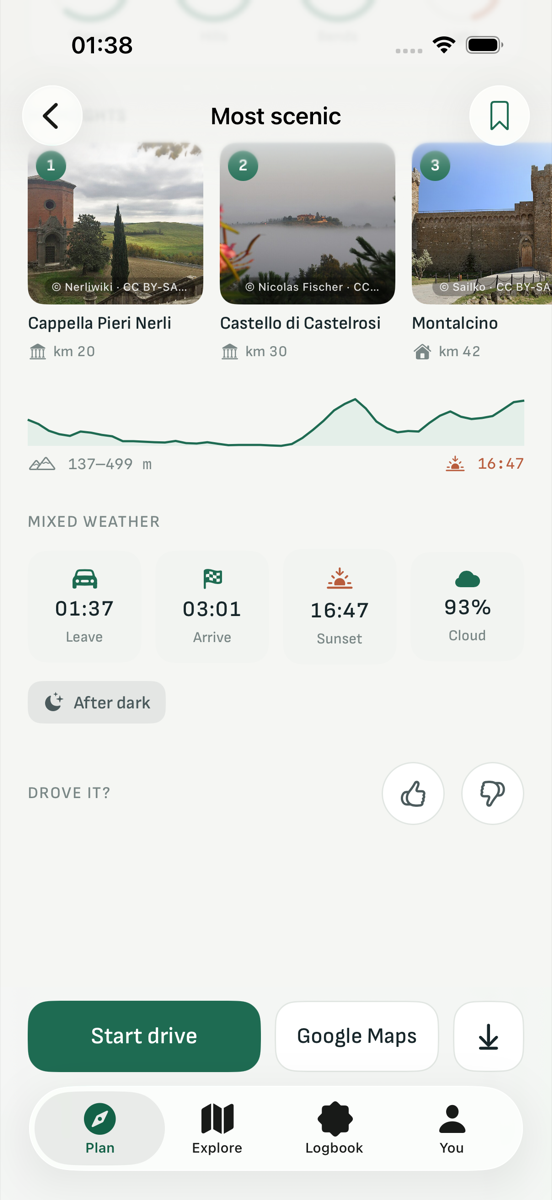 01:38
Most scenic
1
2
3
© Nerliwiki · CC BY-SA...
© Nicolas Fischer · CC...
© Sailko · CC BY-SA
Cappella Pieri Nerli
Castello di Castelrosi
Montalcino
km 20
km 30
km 42
137–499 m
16:47
MIXED WEATHER
01:37
Leave
03:01
Arrive
16:47
Sunset
93%
Cloud
After dark
DROVE IT?
Start drive
Google Maps
Plan
Explore
Logbook
You